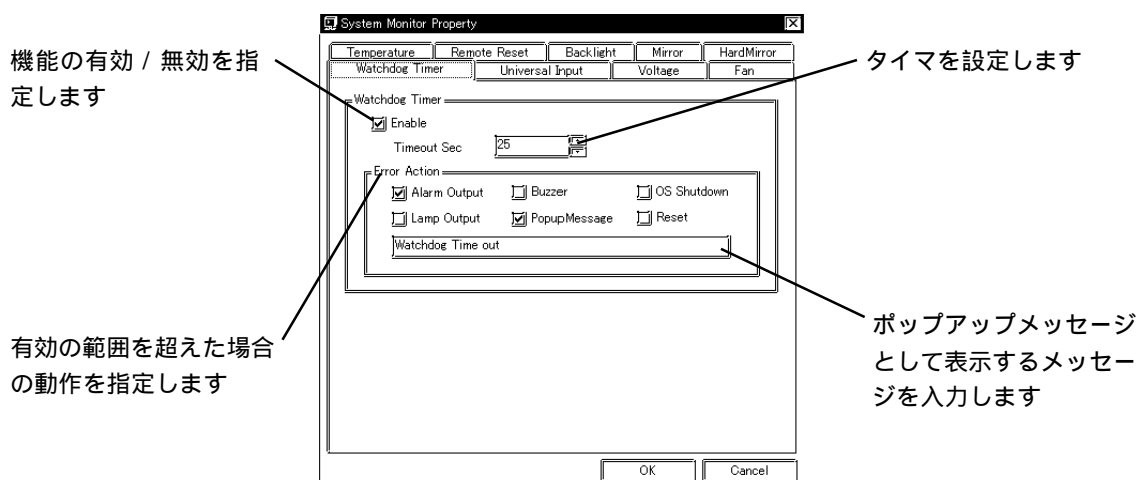 System Monitor Property
機能の有効 / 無効を指
定します
Temperature Remote Reset Backlight Mirror HardMirror
Watchdog Timer Universal Input Voltage Fan
タイマを設定します
Watchdog Timer
Enable
Timeout Sec 25
Error Action
Alarm Output Buzzer OS Shutdown
Lamp Output PopupMessage Reset
Watchdog Time out
有効の範囲を超えた場合
の動作を指定します
ポップアップメッセージ
として表示するメッセー
ジを入力します
OK Cancel